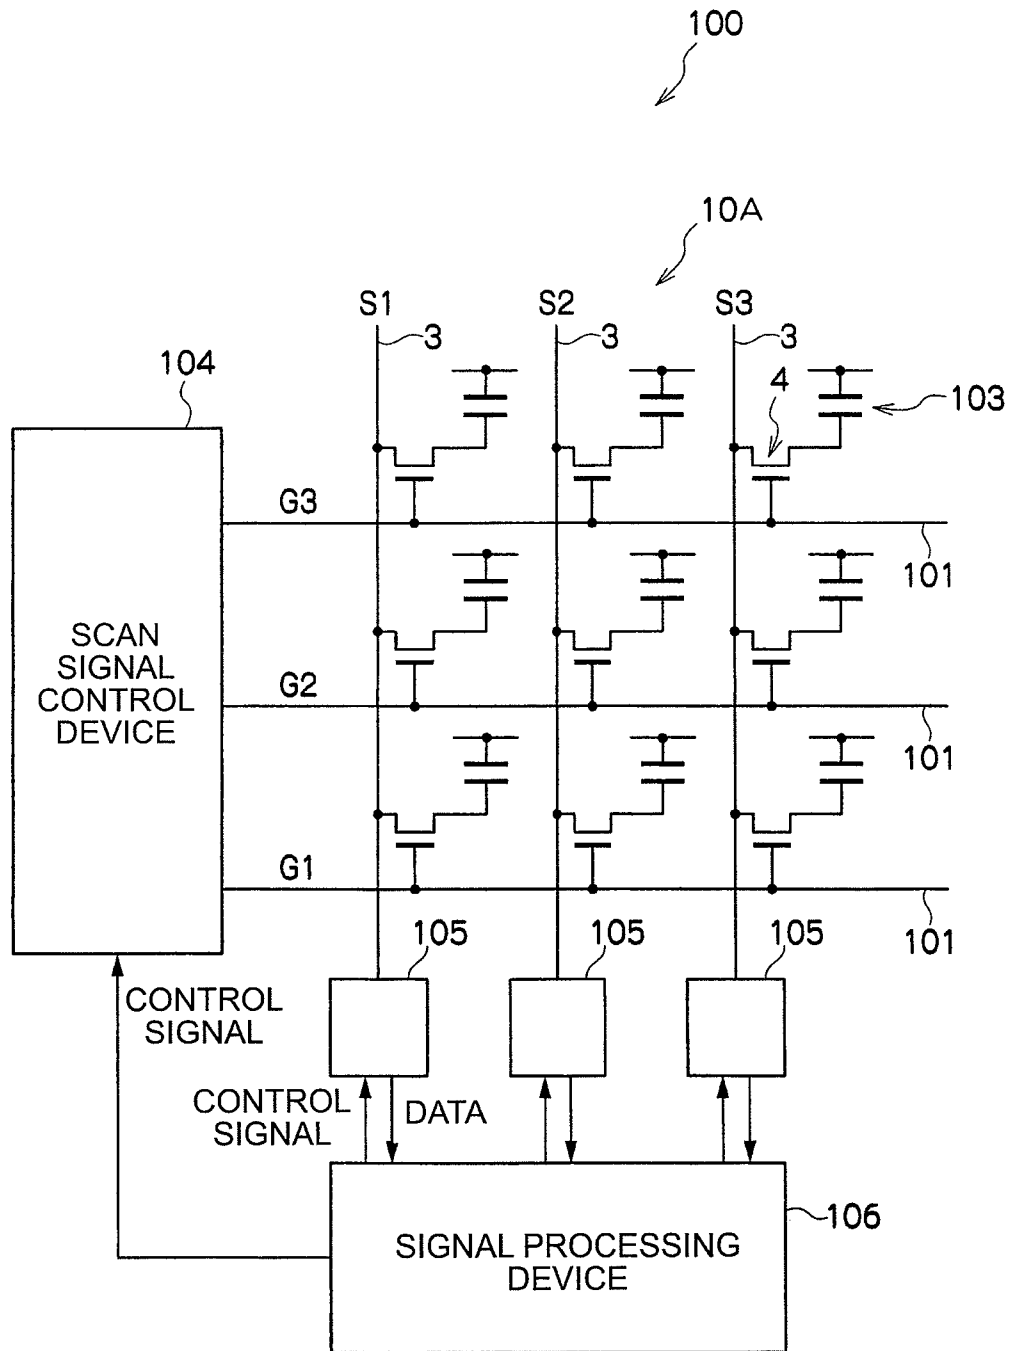 100
10A
S1
S2
S3
3
3
3
104
4
103
G3
101
SCAN
SIGNAL
CONTROL
DEVICE
G2
101
G1
101
105
105
105
CONTROL
SIGNAL
CONTROL
SIGNAL
DATA
106
SIGNAL PROCESSING
DEVICE